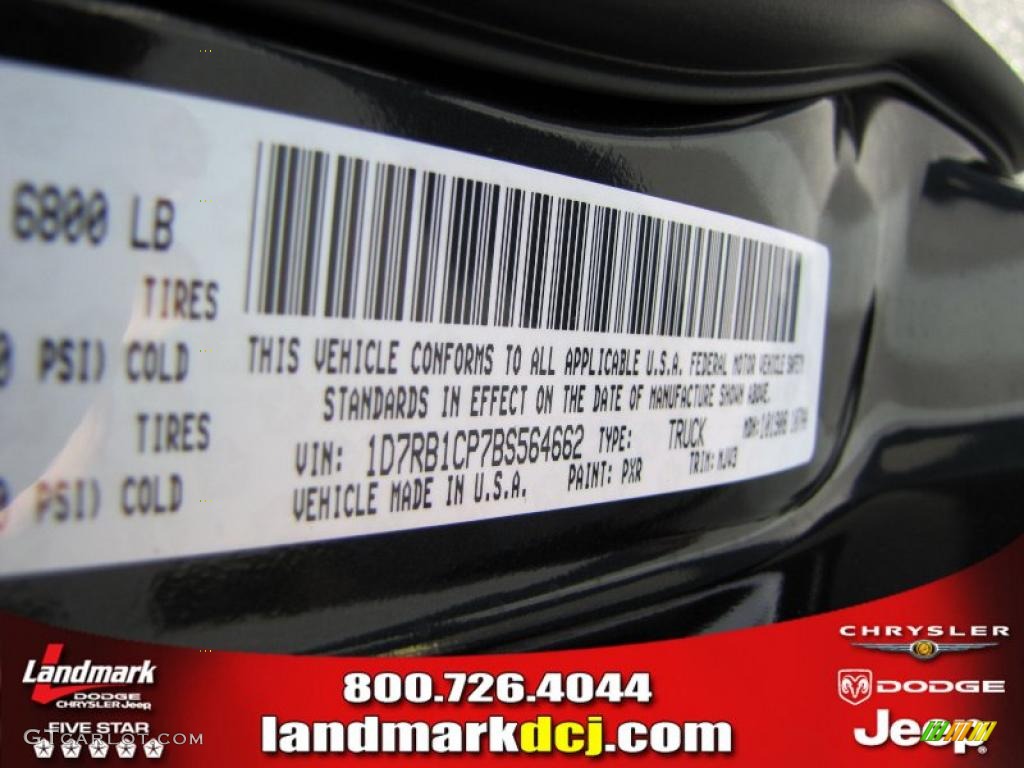 6800 LB
TIRES
PSI) COLD
TIRES
PSI) COLD
THIS VEHICLE CONFORMS TO ALL APPLICABLE U.S.A. FEDERAL MOTOR VEHICLE SAFETY
STANDARDS IN EFFECT ON THE DATE OF MANUFACTURE SHOWN ABOVE.
VIN: 1D7RB1CP7BS564662 TYPE: TRUCK MDH:
VEHICLE MADE IN U.S.A. PAINT: PXR TRIM:
Landmark
DODGE
CHRYSLER Jeep
FIVE STAR
GTcarlot.com
800.726.4044
landmarkdcj.com
CHRYSLER
DODGE
Jeep